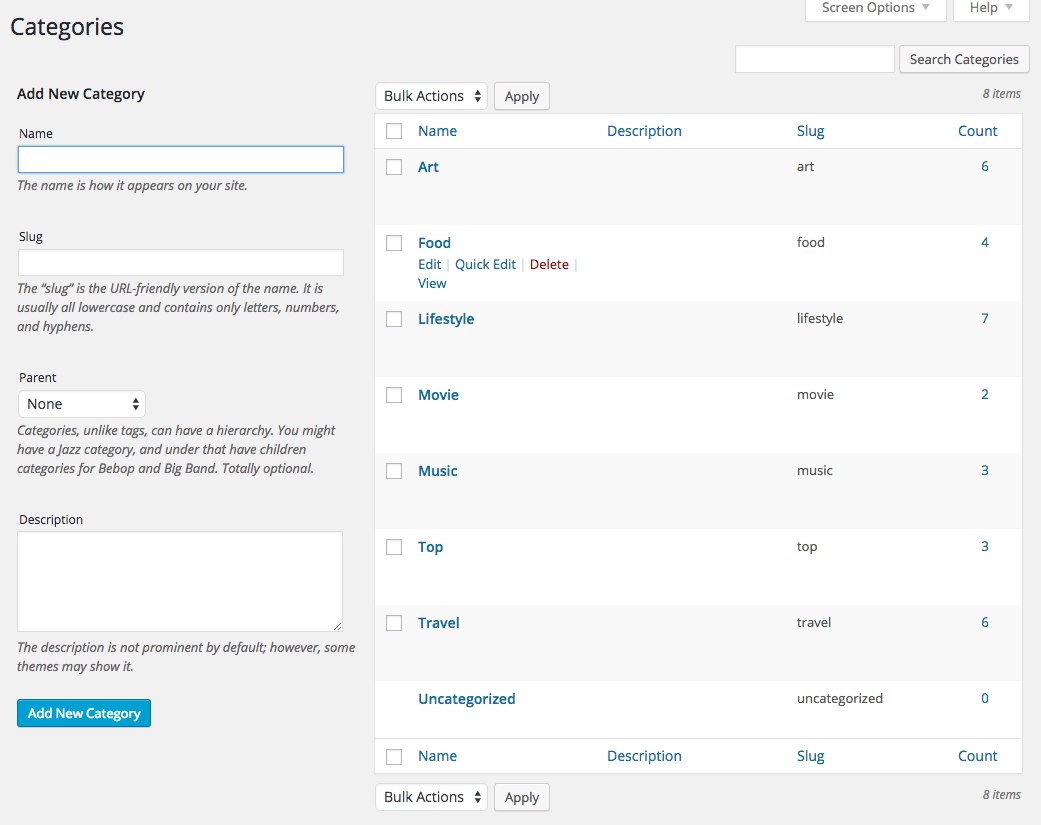 Screen Options Help
Categories
Search Categories
Add New Category
Bulk Actions Apply 8 items
Name Description Slug Count
Name
The name is how it appears on your site.
Slug
The “slug” is the URL-friendly version of the name. It is
usually all lowercase and contains only letters, numbers,
and hyphens.
Parent
None
Categories, unlike tags, can have a hierarchy. You might
have a Jazz category, and under that have children
categories for Bebop and Big Band. Totally optional.
Description
The description is not prominent by default; however, some
themes may show it.
Add New Category
Art art 6
Food food 4
Edit | Quick Edit | Delete |
View
Lifestyle lifestyle 7
Movie movie 2
Music music 3
Top top 3
Travel travel 6
Uncategorized uncategorized 0
Name Description Slug Count
Bulk Actions Apply 8 items